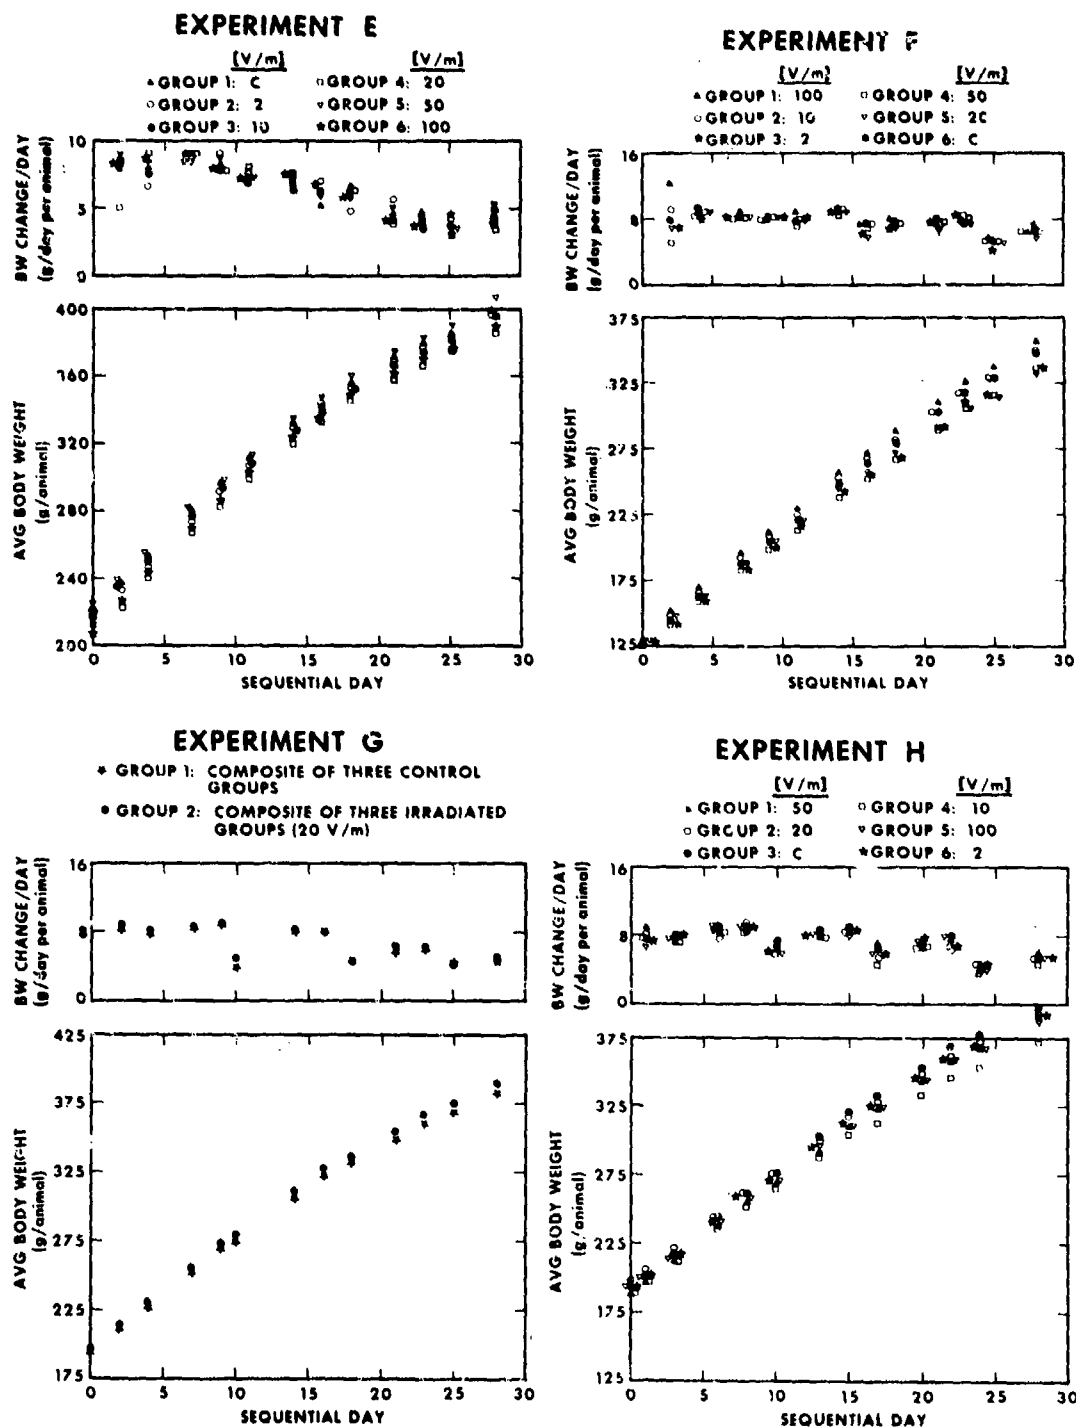 EXPERIMENT E
[V/m] [V/m]
GROUP 1: C GROUP 4: 20
GROUP 2: 2 GROUP 5: 50
GROUP 3: 10 GROUP 6: 100
BW CHANGE/DAY
(g/day per animal)
10
5
0
AVG BODY WEIGHT
(g/animal)
400
160
320
280
240
200
0 5 10 15 20 25 30
SEQUENTIAL DAY
EXPERIMENT F
[V/m] [V/m]
GROUP 1: 100 GROUP 4: 50
GROUP 2: 10 GROUP 5: 2C
GROUP 3: 2 GROUP 6: C
BW CHANGE/DAY
(g/day per animal)
16
8
0
AVG BODY WEIGHT
(g/animal)
375
325
275
225
175
125
0 5 10 15 20 25 30
SEQUENTIAL DAY
EXPERIMENT G
GROUP 1: COMPOSITE OF THREE CONTROL
GROUPS
GROUP 2: COMPOSITE OF THREE IRRADIATED
GROUPS (20 V/m)
BW CHANGE/DAY
(g/day per animal)
16
8
0
AVG BODY WEIGHT
(g/animal)
425
375
325
275
225
175
0 5 10 15 20 25 30
SEQUENTIAL DAY
EXPERIMENT H
[V/m] [V/m]
GROUP 1: 50 GROUP 4: 10
GROUP 2: 20 GROUP 5: 100
GROUP 3: C GROUP 6: 2
BW CHANGE/DAY
(g/day per animal)
16
8
0
AVG BODY WEIGHT
(g/animal)
375
325
275
225
175
125
0 5 10 15 20 25 30
SEQUENTIAL DAY